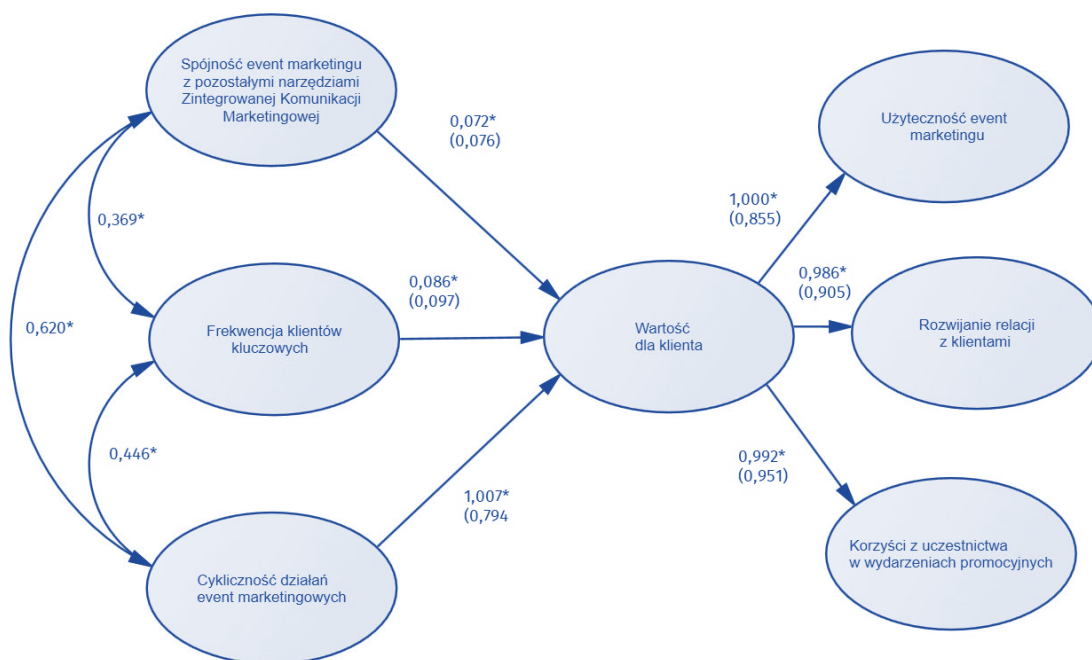 Spójność event marketingu
z pozostałymi narzędziami
Zintegrowanej Komunikacji
Marketingowej
0,072*
(0,076)
Użyteczność event
marketingu
1,000*
(0,855)
0,369*
0,086*
(0,097)
0,986*
(0,905)
0,620*
Frekwencja klientów
kluczowych
Wartość
dla klienta
Rozwijanie relacji
z klientami
0,446*
0,992*
(0,951)
1,007*
(0,794
Korzyści z uczestnictwa
w wydarzeniach promocyjnych
Cykliczność działań
event marketingowych